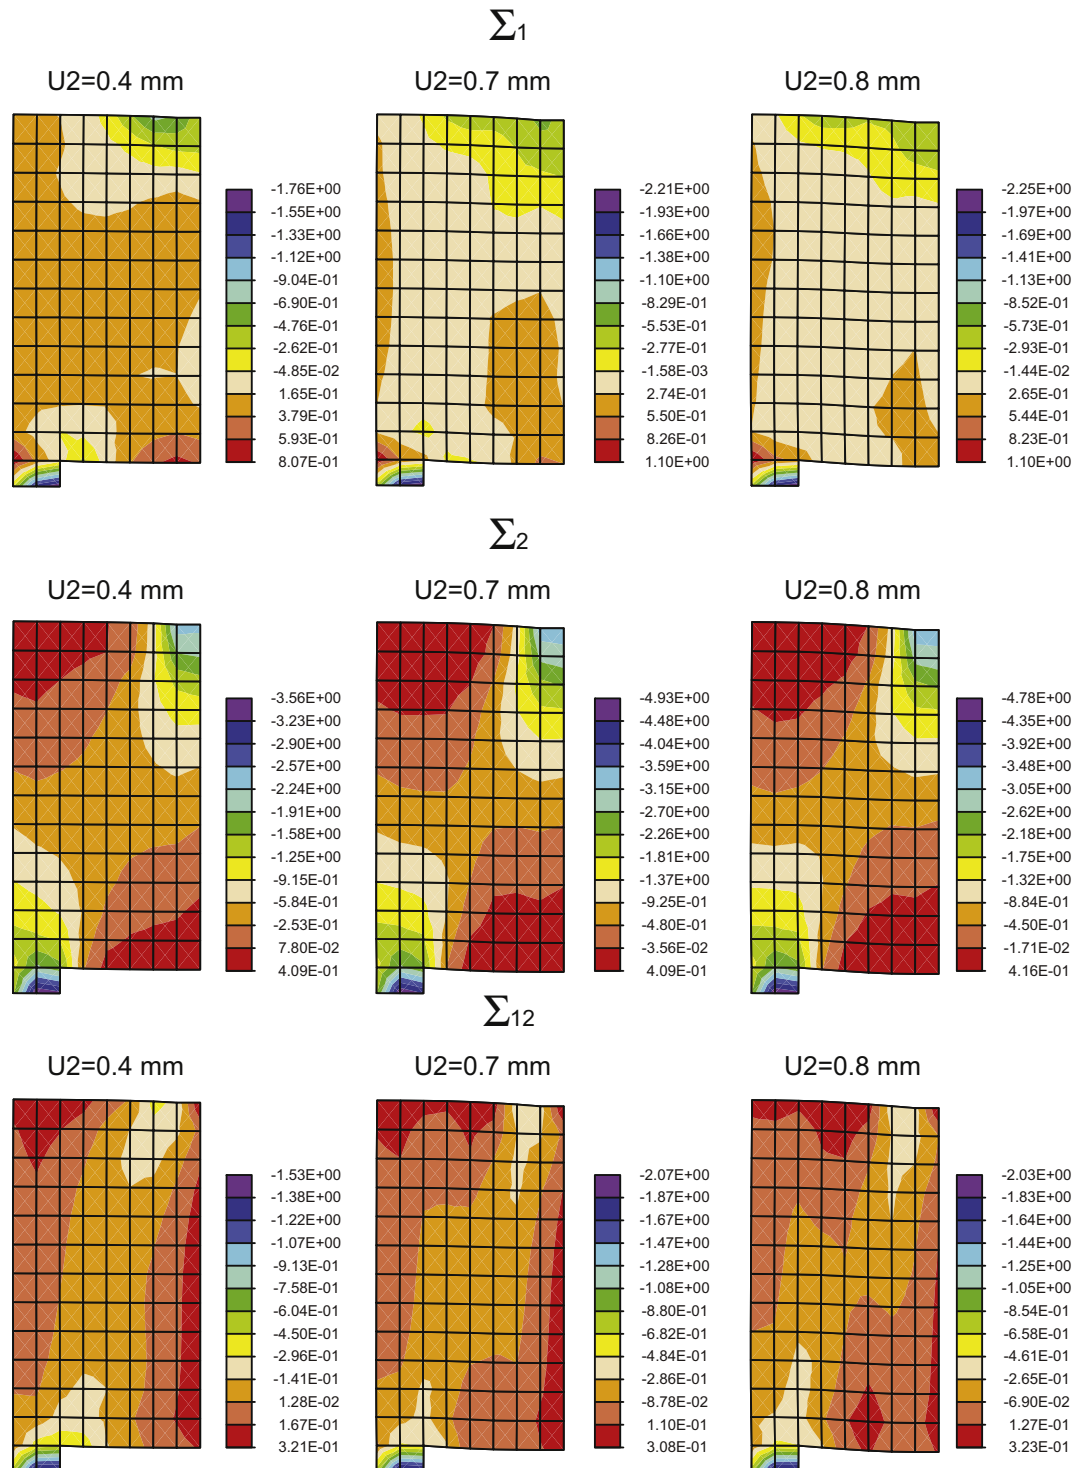 Σ1
U2=0.4 mm U2=0.7 mm U2=0.8 mm
-1.76E+00 -2.21E+00 -2.25E+00
-1.55E+00 -1.93E+00 -1.97E+00
-1.33E+00 -1.66E+00 -1.69E+00
-1.12E+00 -1.38E+00 -1.41E+00
-9.04E-01 -1.10E+00 -1.13E+00
-6.90E-01 -8.29E-01 -8.52E-01
-4.76E-01 -5.53E-01 -5.73E-01
-2.62E-01 -2.77E-01 -2.93E-01
-4.85E-02 -1.58E-03 -1.44E-02
1.65E-01 2.74E-01 2.65E-01
3.79E-01 5.50E-01 5.44E-01
5.93E-01 8.26E-01 8.23E-01
8.07E-01 1.10E+00 1.10E+00
Σ2
U2=0.4 mm U2=0.7 mm U2=0.8 mm
-3.56E+00 -4.93E+00 -4.78E+00
-3.23E+00 -4.48E+00 -4.35E+00
-2.90E+00 -4.04E+00 -3.92E+00
-2.57E+00 -3.59E+00 -3.48E+00
-2.24E+00 -3.15E+00 -3.05E+00
-1.91E+00 -2.70E+00 -2.62E+00
-1.58E+00 -2.26E+00 -2.18E+00
-1.25E+00 -1.81E+00 -1.75E+00
-9.15E-01 -1.37E+00 -1.32E+00
-5.84E-01 -9.25E-01 -8.84E-01
-2.53E-01 -4.80E-01 -4.50E-01
7.80E-02 -3.56E-02 -1.71E-02
4.09E-01 4.09E-01 4.16E-01
Σ12
U2=0.4 mm U2=0.7 mm U2=0.8 mm
-1.53E+00 -2.07E+00 -2.03E+00
-1.38E+00 -1.87E+00 -1.83E+00
-1.22E+00 -1.67E+00 -1.64E+00
-1.07E+00 -1.47E+00 -1.44E+00
-9.13E-01 -1.28E+00 -1.25E+00
-7.58E-01 -1.08E+00 -1.05E+00
-6.04E-01 -8.80E-01 -8.54E-01
-4.50E-01 -6.82E-01 -6.58E-01
-2.96E-01 -4.84E-01 -4.61E-01
-1.41E-01 -2.86E-01 -2.65E-01
1.28E-02 -8.78E-02 -6.90E-02
1.67E-01 1.10E-01 1.27E-01
3.21E-01 3.08E-01 3.23E-01